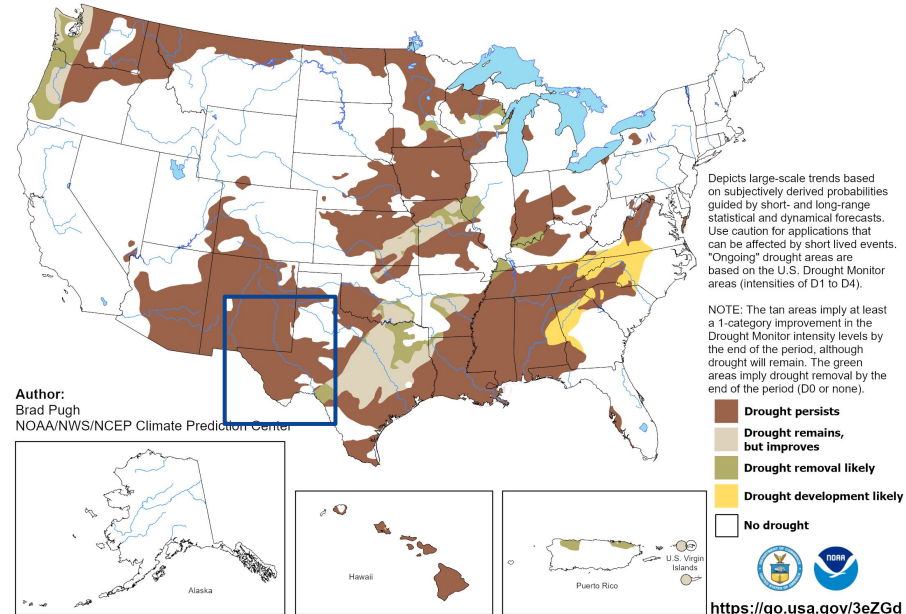 Depicts large-scale trends based
on subjectively derived probabilities
guided by short- and long-range
statistical and dynamical forecasts.
Use caution for applications that
can be affected by short lived events.
"Ongoing" drought areas are
based on the U.S. Drought Monitor
areas (intensities of D1 to D4).
NOTE: The tan areas imply at least
a 1-category improvement in the
Drought Monitor intensity levels by
the end of the period, although
drought will remain. The green
areas imply drought removal by the
end of the period (D0 or none).
Author:
Brad Pugh
NOAA/NWS/NCEP Climate Prediction Center
Drought persists
Drought remains,
but improves
Drought removal likely
Drought development likely
No drought
Alaska
Hawaii
Puerto Rico
U.S. Virgin
Islands
NOAA
https://go.usa.gov/3eZGd